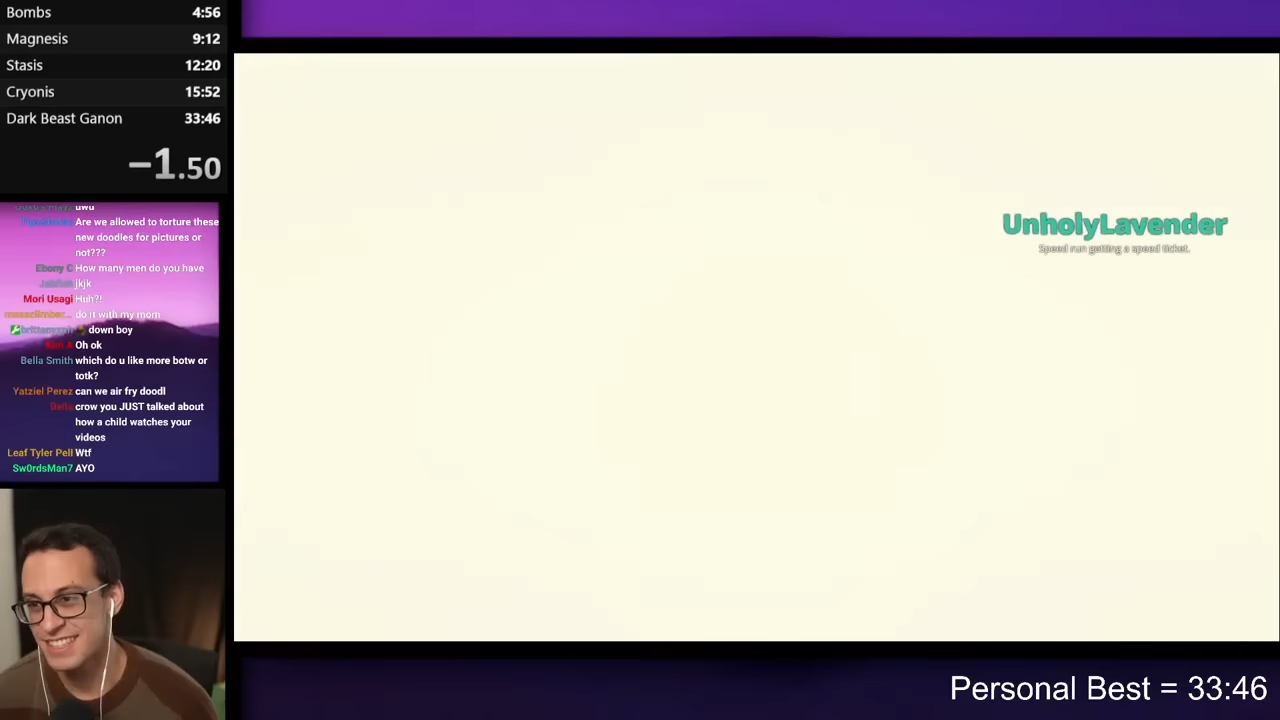 Bombs 4:56
Magnesis 9:12
Stasis 12:20
Cryonis 15:52
Dark Beast Ganon 33:46
−1.50
uwu
Are we allowed to torture these
new doodles for pictures or
not???
Ebony C How many men do you have
jkjk
Mori Usagi Huh?!
do it with my mom
down boy
Oh ok
Bella Smith which do u like more botw or
totk?
Yatziel Perez can we air fry doodl
Bella crow you JUST talked about
how a child watches your
videos
Leaf Tyler Pell Wtf
Sw0rdsMan7 AYO
UnholyLavender
Speed run getting a speed ticket.
Personal Best = 33:46